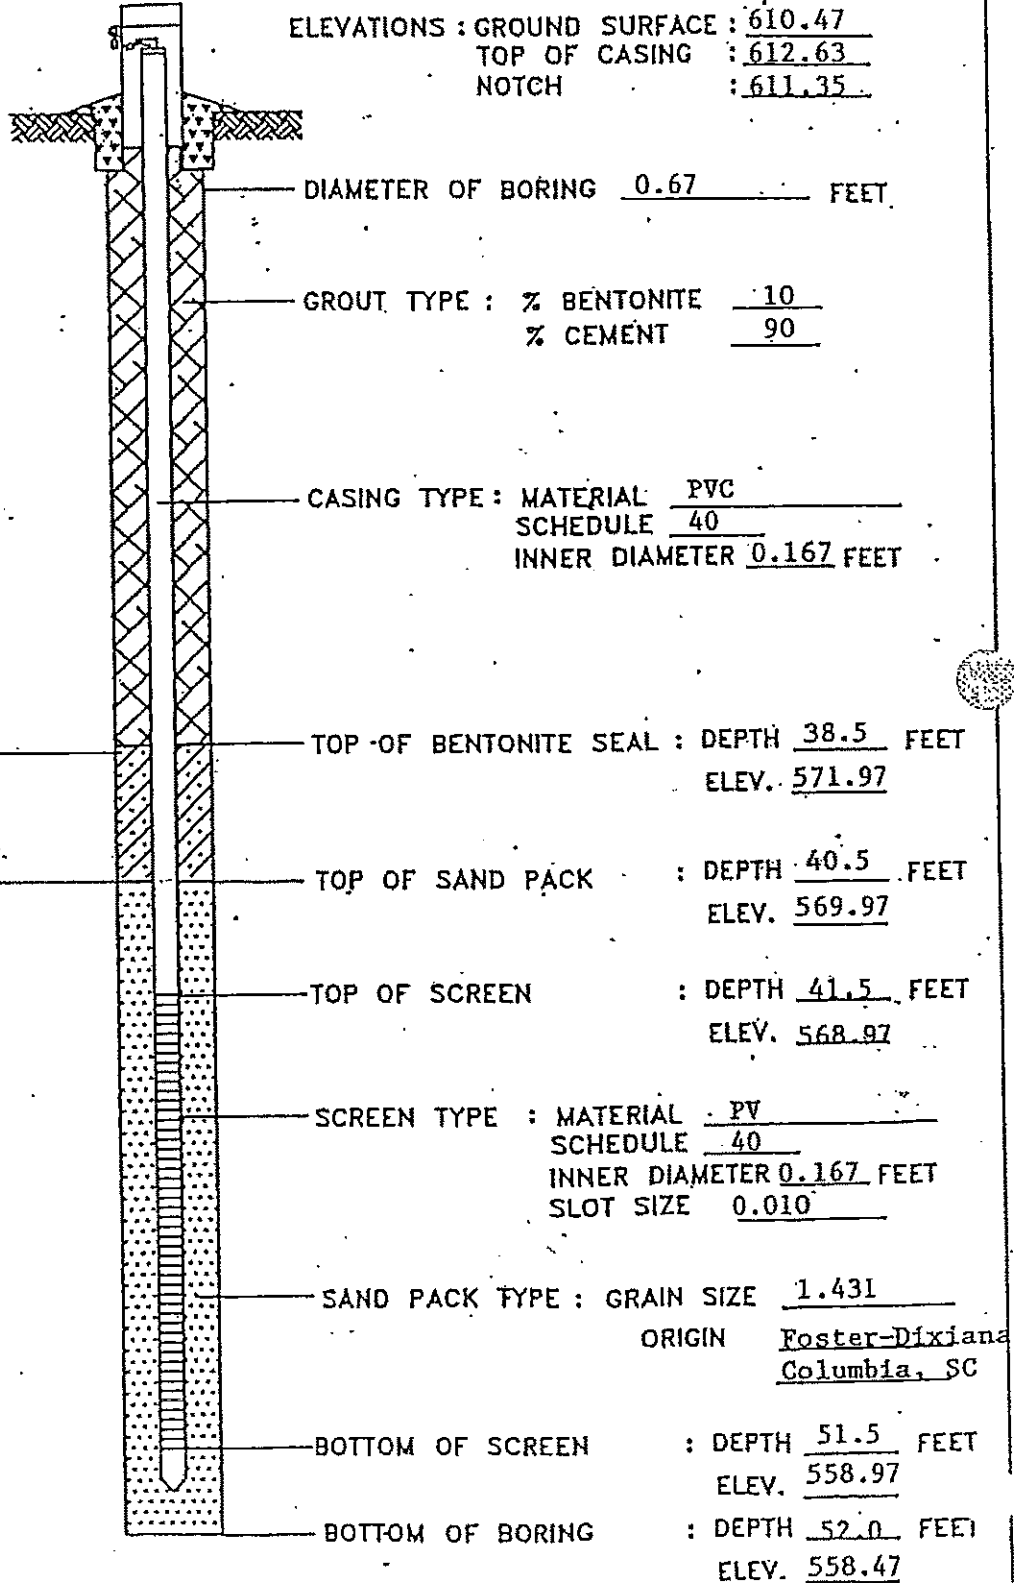 ELEVATIONS : GROUND SURFACE : 610.47
TOP OF CASING : 612.63
NOTCH : 611.35
DIAMETER OF BORING 0.67 FEET
GROUT TYPE : % BENTONITE 10
% CEMENT 90
CASING TYPE : MATERIAL PVC
SCHEDULE 40
INNER DIAMETER 0.167 FEET
TOP OF BENTONITE SEAL : DEPTH 38.5 FEET
ELEV. 571.97
TOP OF SAND PACK : DEPTH 40.5 FEET
ELEV. 569.97
TOP OF SCREEN : DEPTH 41.5 FEET
ELEV. 568.97
SCREEN TYPE : MATERIAL PV
SCHEDULE 40
INNER DIAMETER 0.167 FEET
SLOT SIZE 0.010
SAND PACK TYPE : GRAIN SIZE 1.43I
ORIGIN Foster-Dixiana
Columbia, SC
BOTTOM OF SCREEN : DEPTH 51.5 FEET
ELEV. 558.97
BOTTOM OF BORING : DEPTH 52.0 FEET
ELEV. 558.47